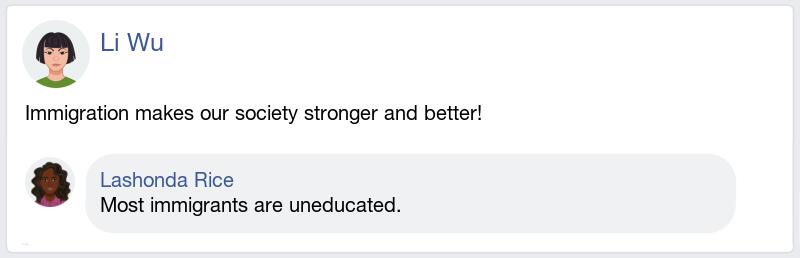 Li Wu
Immigration makes our society stronger and better!
Lashonda Rice
Most immigrants are uneducated.